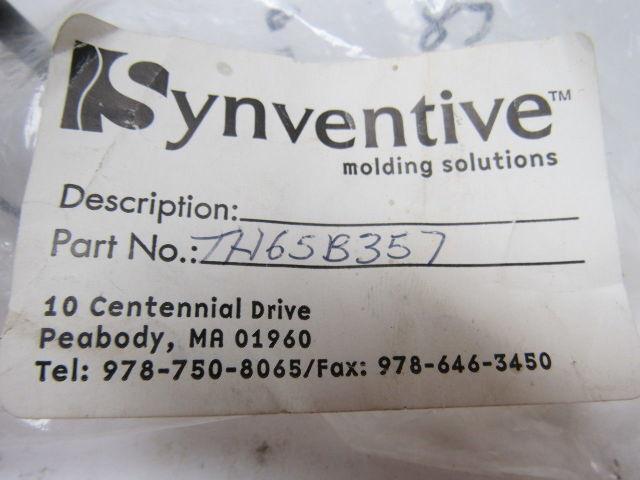 Synventive™
molding solutions
Description:
Part No.: TH65B357
10 Centennial Drive
Peabody, MA 01960
Tel: 978-750-8065/Fax: 978-646-3450